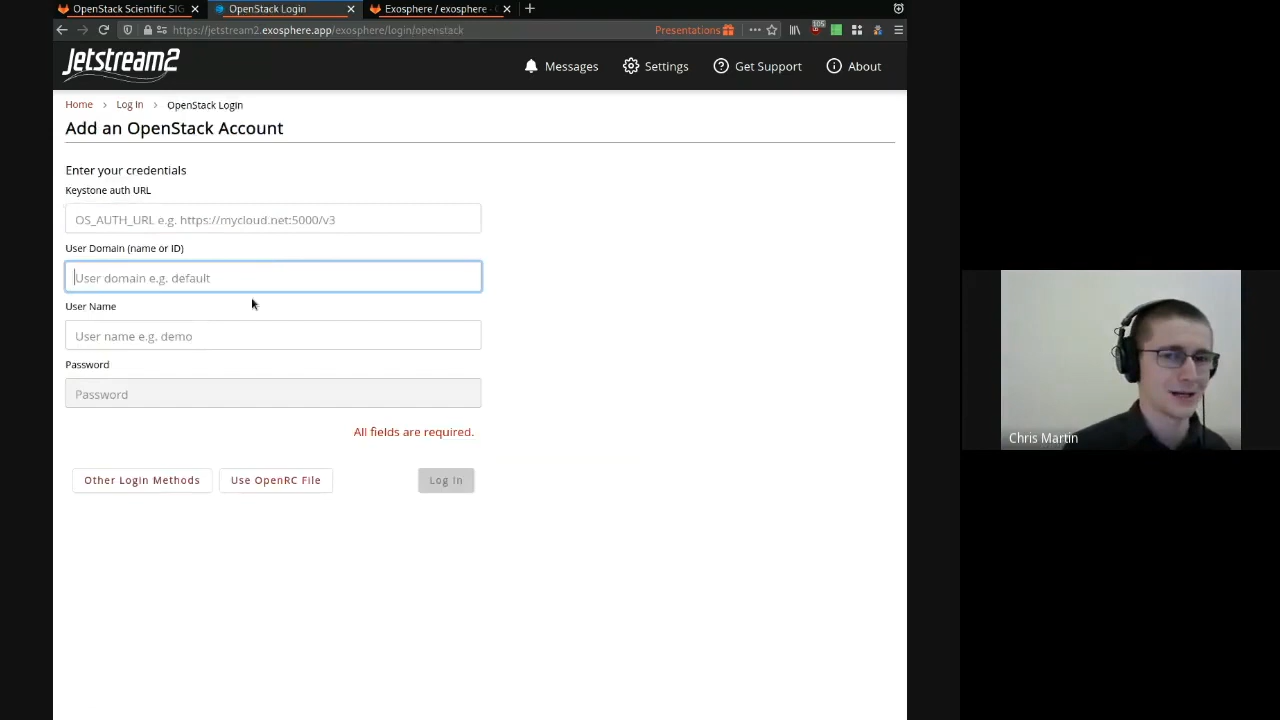 OpenStack Scientific SIG
OpenStack Login
Exosphere / exosphere ·
https://jetstream2.exosphere.app/exosphere/login/openstack
Presentations
105
Jetstream2
Messages
Settings
Get Support
About
Home > Log In > OpenStack Login
Add an OpenStack Account
Enter your credentials
Keystone auth URL
OS_AUTH_URL e.g. https://mycloud.net:5000/v3
User Domain (name or ID)
User domain e.g. default
User Name
User name e.g. demo
Password
Password
All fields are required.
Other Login Methods
Use OpenRC File
Log In
Chris Martin